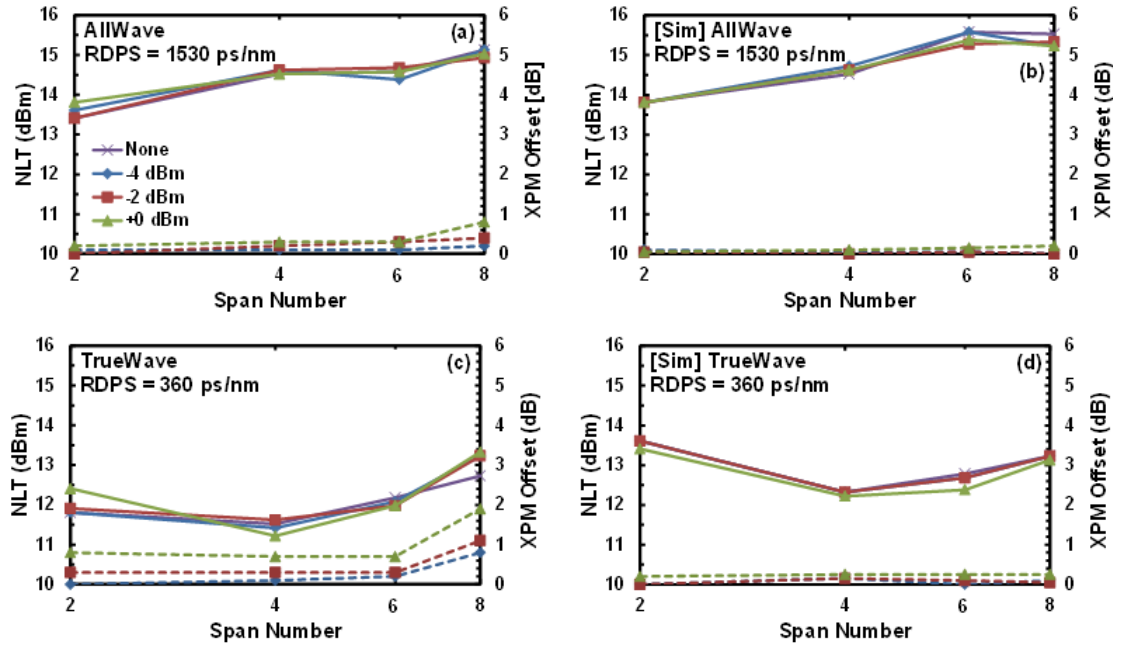 AllWave
RDPS = 1530 ps/nm
(a)
NLT (dBm)
16
15
14
13
12
11
10
None
-4 dBm
-2 dBm
+0 dBm
6
5
4
3
2
1
0
XPM Offset [dB]
2
4
6
8
Span Number
[Sim] AllWave
RDPS = 1530 ps/nm
(b)
NLT (dBm)
16
15
14
13
12
11
10
6
5
4
3
2
1
0
XPM Offset (dB)
2
4
6
8
Span Number
TrueWave
RDPS = 360 ps/nm
(c)
NLT (dBm)
16
15
14
13
12
11
10
6
5
4
3
2
1
0
XPM Offset (dB)
2
4
6
8
Span Number
[Sim] TrueWave
RDPS = 360 ps/nm
(d)
NLT (dBm)
16
15
14
13
12
11
10
6
5
4
3
2
1
0
XPM Offset (dB)
2
4
6
8
Span Number